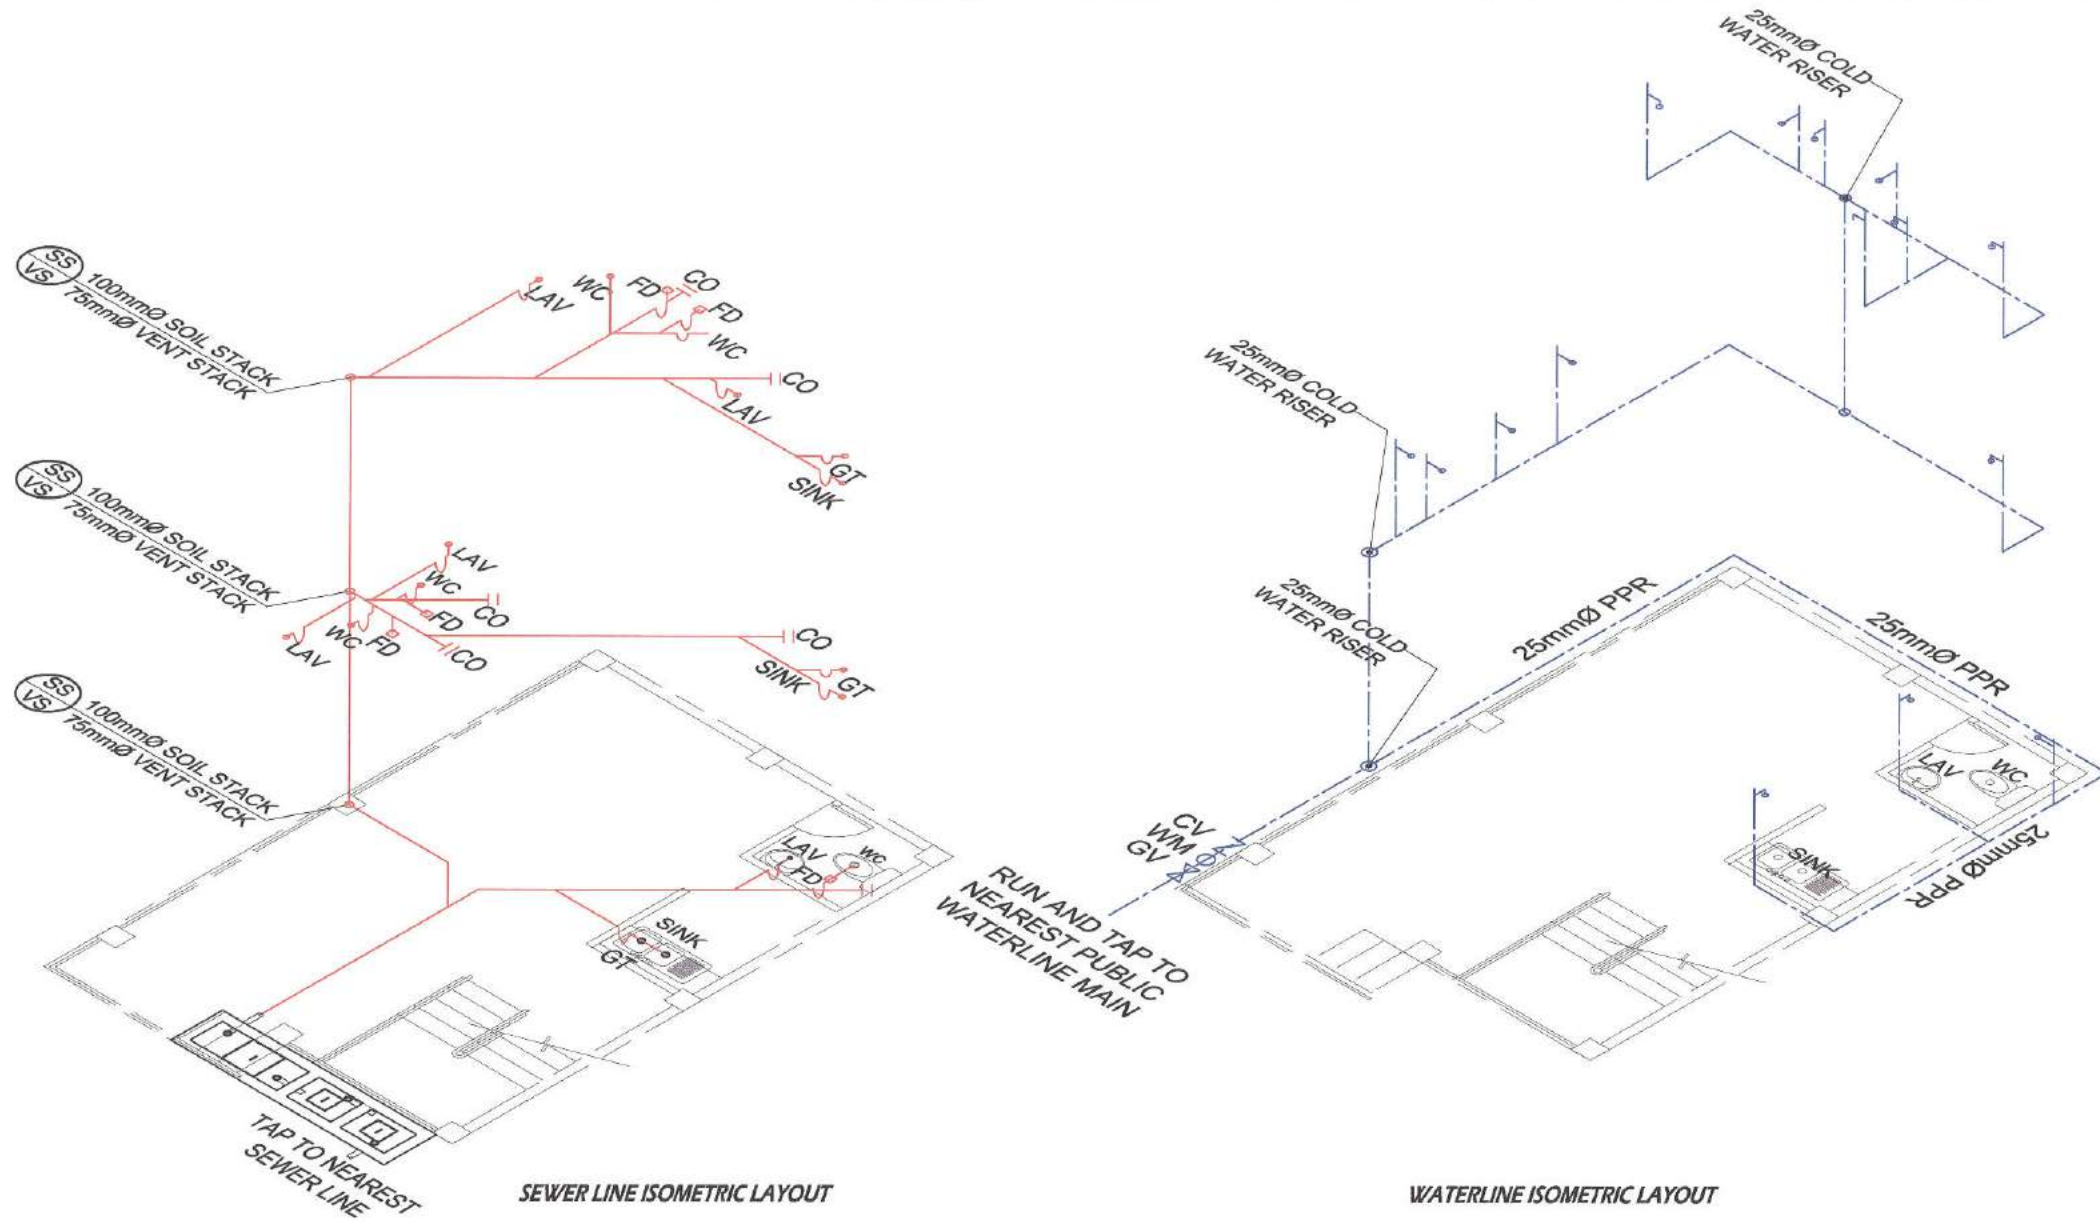 SS
VS
100mmØ SOIL STACK
75mmØ VENT STACK
LAV
WC
FD
CO
FD
WC
CO
LAV
GT
SINK
SS
VS
100mmØ SOIL STACK
75mmØ VENT STACK
LAV
WC
CO
FD
LAV
WC
FD
CO
CO
SINK
GT
SS
VS
100mmØ SOIL STACK
75mmØ VENT STACK
LAV
WC
FD
SINK
GT
TAP TO NEAREST
SEWER LINE
SEWER LINE ISOMETRIC LAYOUT
25mmØ COLD
WATER RISER
25mmØ COLD
WATER RISER
25mmØ COLD
WATER RISER
25mmØ PPR
25mmØ PPR
LAV
WC
SINK
25mmØ PPR
CV
WM
GV
RUN AND TAP TO
NEAREST PUBLIC
WATERLINE MAIN
WATERLINE ISOMETRIC LAYOUT